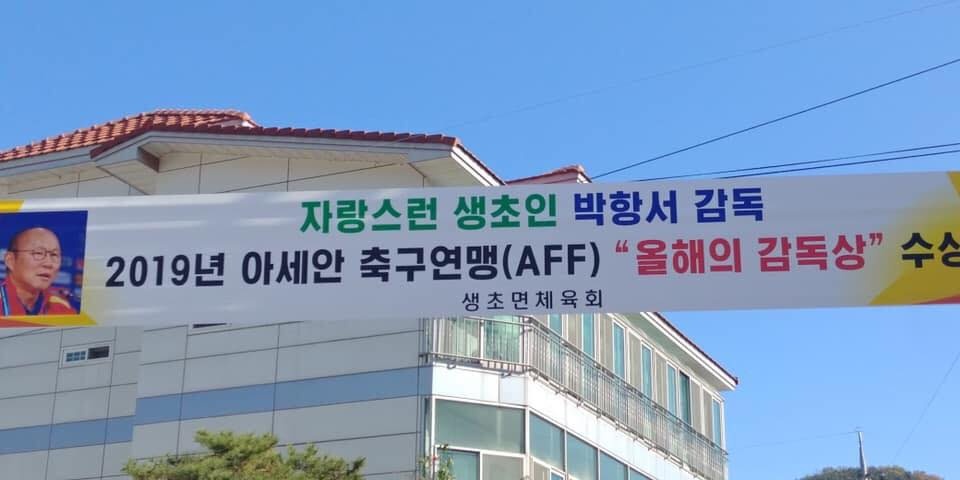 자랑스런 생초인 박항서 감독
2019년 아세안 축구연맹(AFF) “올해의 감독상” 수상
생초면체육회